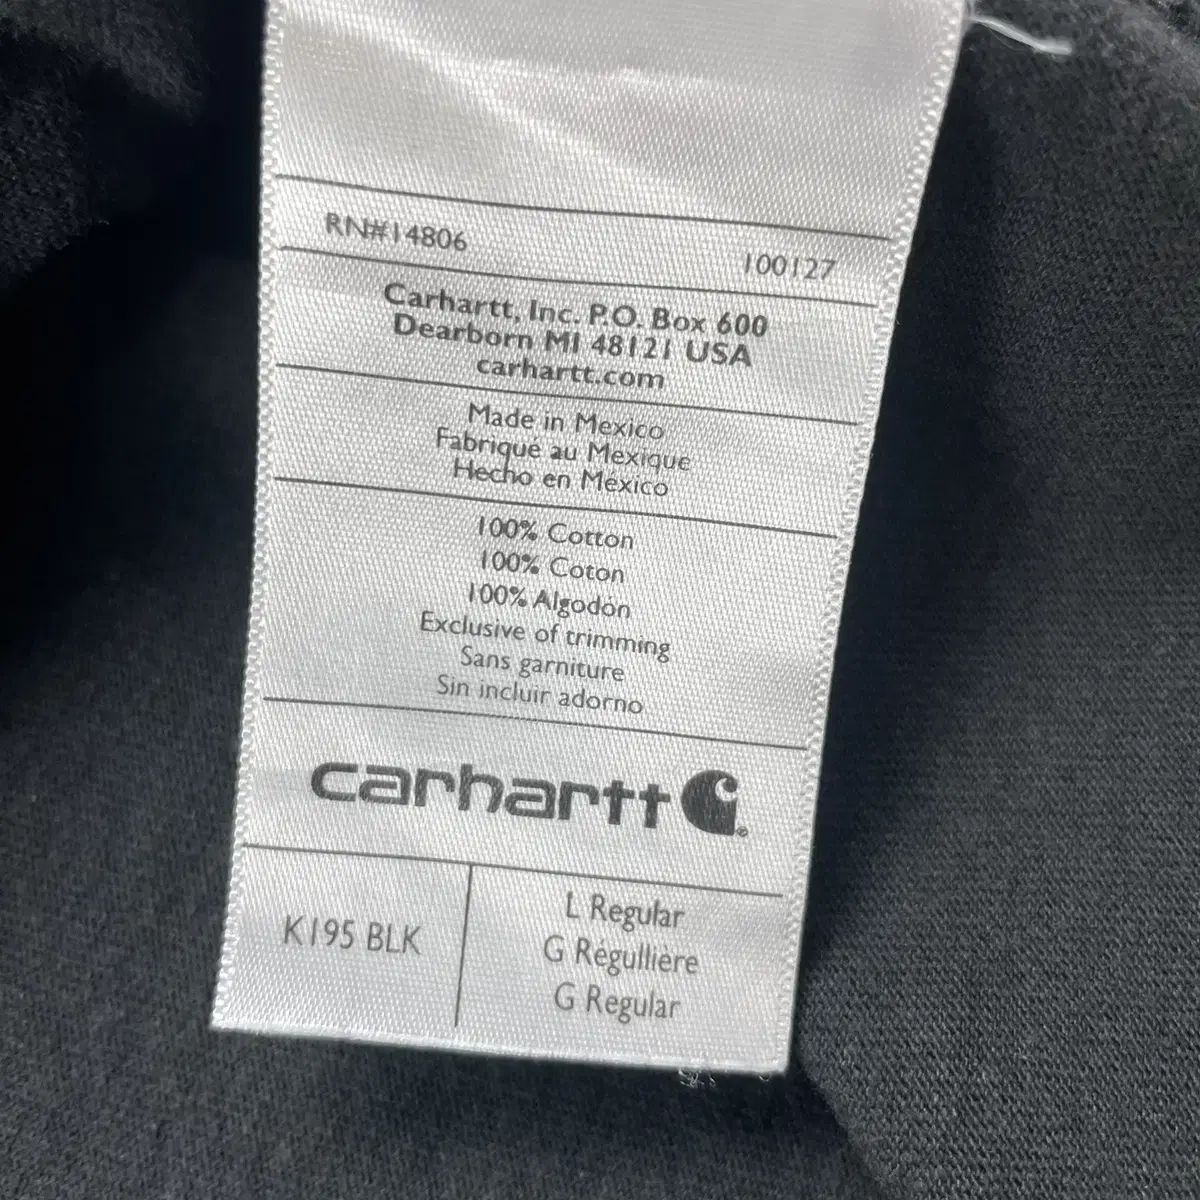 RN#14806
100127
Carhartt, Inc. P.O. Box 600
Dearborn MI 48121 USA
carhartt.com
Made in Mexico
Fabriqué au Mexique
Hecho en México
100% Cotton
100% Coton
100% Algodón
Exclusive of trimming
Sans garniture
Sin incluir adorno
carhartt ®
K195 BLK
L Regular
G Régullière
G Regular